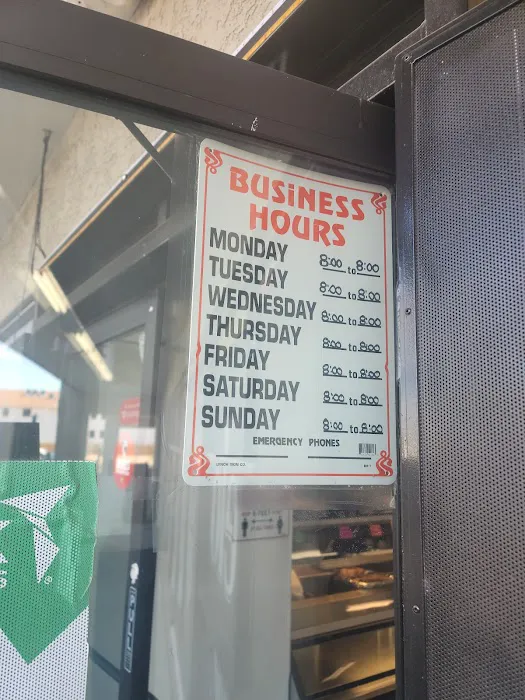 BUSINESS
HOURS
MONDAY 8:00 to 8:00
TUESDAY 8:00 to 8:00
WEDNESDAY 8:00 to 8:00
THURSDAY 8:00 to 8:00
FRIDAY 8:00 to 8:00
SATURDAY 8:00 to 8:00
SUNDAY 8:00 to 8:00
EMERGENCY PHONES